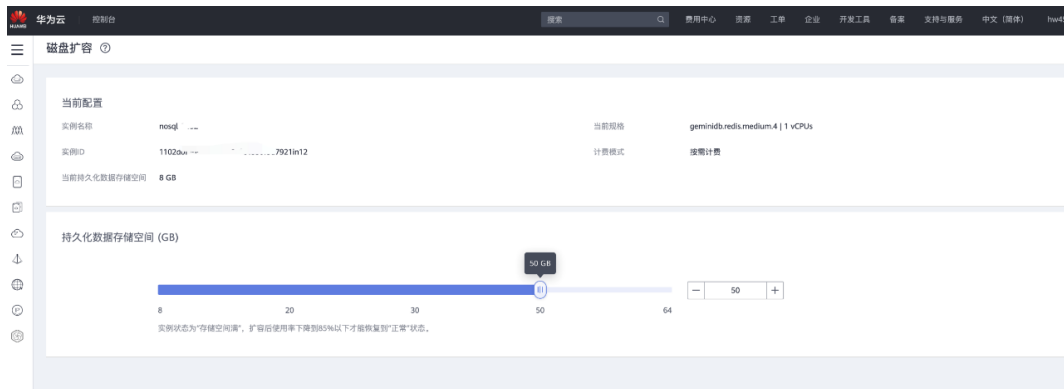 HUAWEI 华为云 控制台 搜索 费用中心 资源 工单 企业 开发工具 备案 支持与服务 中文 (简体)
磁盘扩容
当前配置
实例名称 nosql 当前规格 geminidb.redis.medium.4 | 1 vCPUs
实例ID 7921in12 计费模式 按需计费
当前持久化数据存储空间 8 GB
持久化数据存储空间 (GB)
50 GB
50
8 20 30 50 64
实例状态为“存储空间满”，扩容后使用率下降到85%以下才能恢复到“正常”状态。